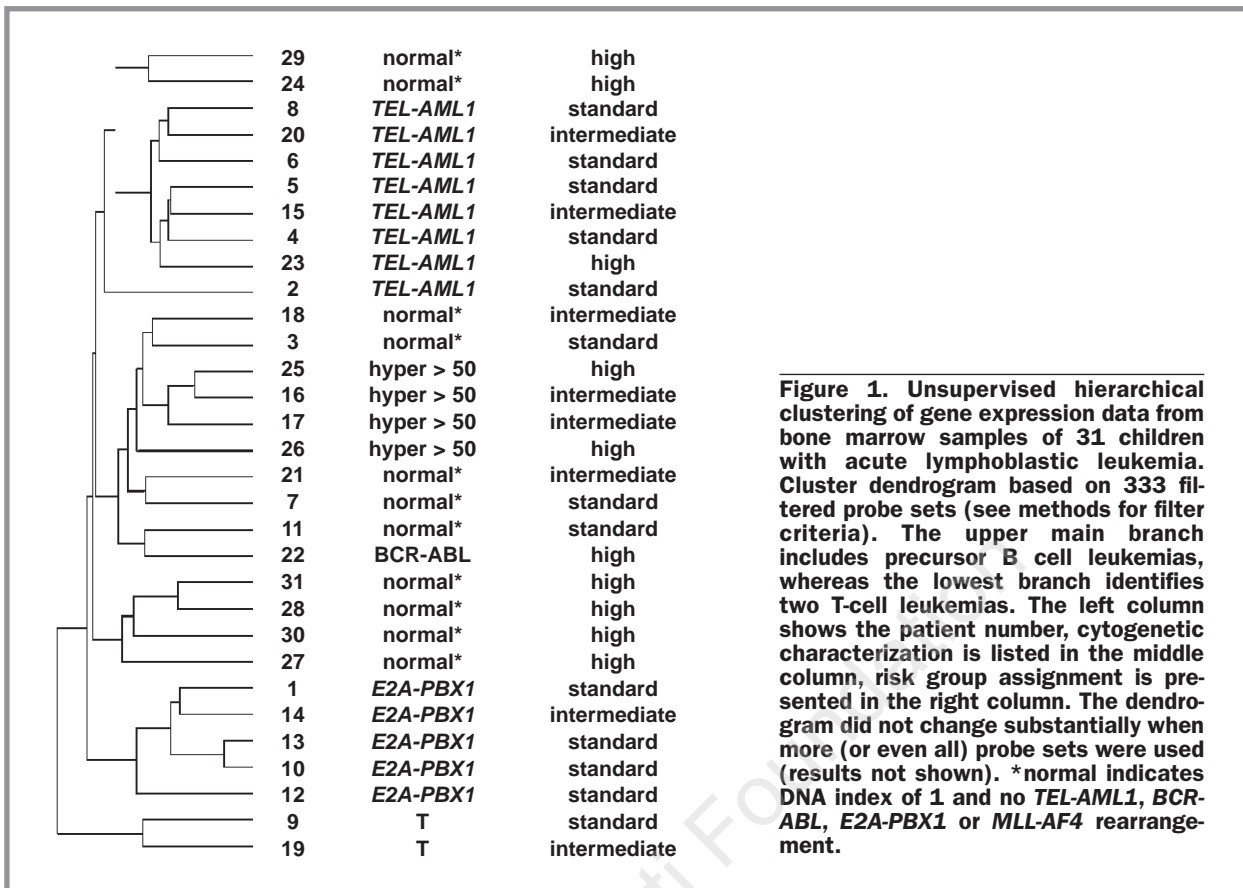 29 normal* high
24 normal* high
8 TEL-AML1 standard
20 TEL-AML1 intermediate
6 TEL-AML1 standard
5 TEL-AML1 standard
15 TEL-AML1 intermediate
4 TEL-AML1 standard
23 TEL-AML1 high
2 TEL-AML1 standard
18 normal* intermediate
3 normal* standard
25 hyper > 50 high
16 hyper > 50 intermediate
17 hyper > 50 intermediate
26 hyper > 50 high
21 normal* intermediate
7 normal* standard
11 normal* standard
22 BCR-ABL high
31 normal* high
28 normal* high
30 normal* high
27 normal* high
1 E2A-PBX1 standard
14 E2A-PBX1 intermediate
13 E2A-PBX1 standard
10 E2A-PBX1 standard
12 E2A-PBX1 standard
9 T standard
19 T intermediate
Figure 1. Unsupervised hierarchical
clustering of gene expression data from
bone marrow samples of 31 children
with acute lymphoblastic leukemia.
Cluster dendrogram based on 333 fil-
tered probe sets (see methods for filter
criteria). The upper main branch
includes precursor B cell leukemias,
whereas the lowest branch identifies
two T-cell leukemias. The left column
shows the patient number, cytogenetic
characterization is listed in the middle
column, risk group assignment is pre-
sented in the right column. The dendro-
gram did not change substantially when
more (or even all) probe sets were used
(results not shown). *normal indicates
DNA index of 1 and no TEL-AML1, BCR-
ABL, E2A-PBX1 or MLL-AF4 rearrange-
ment.
Foundation